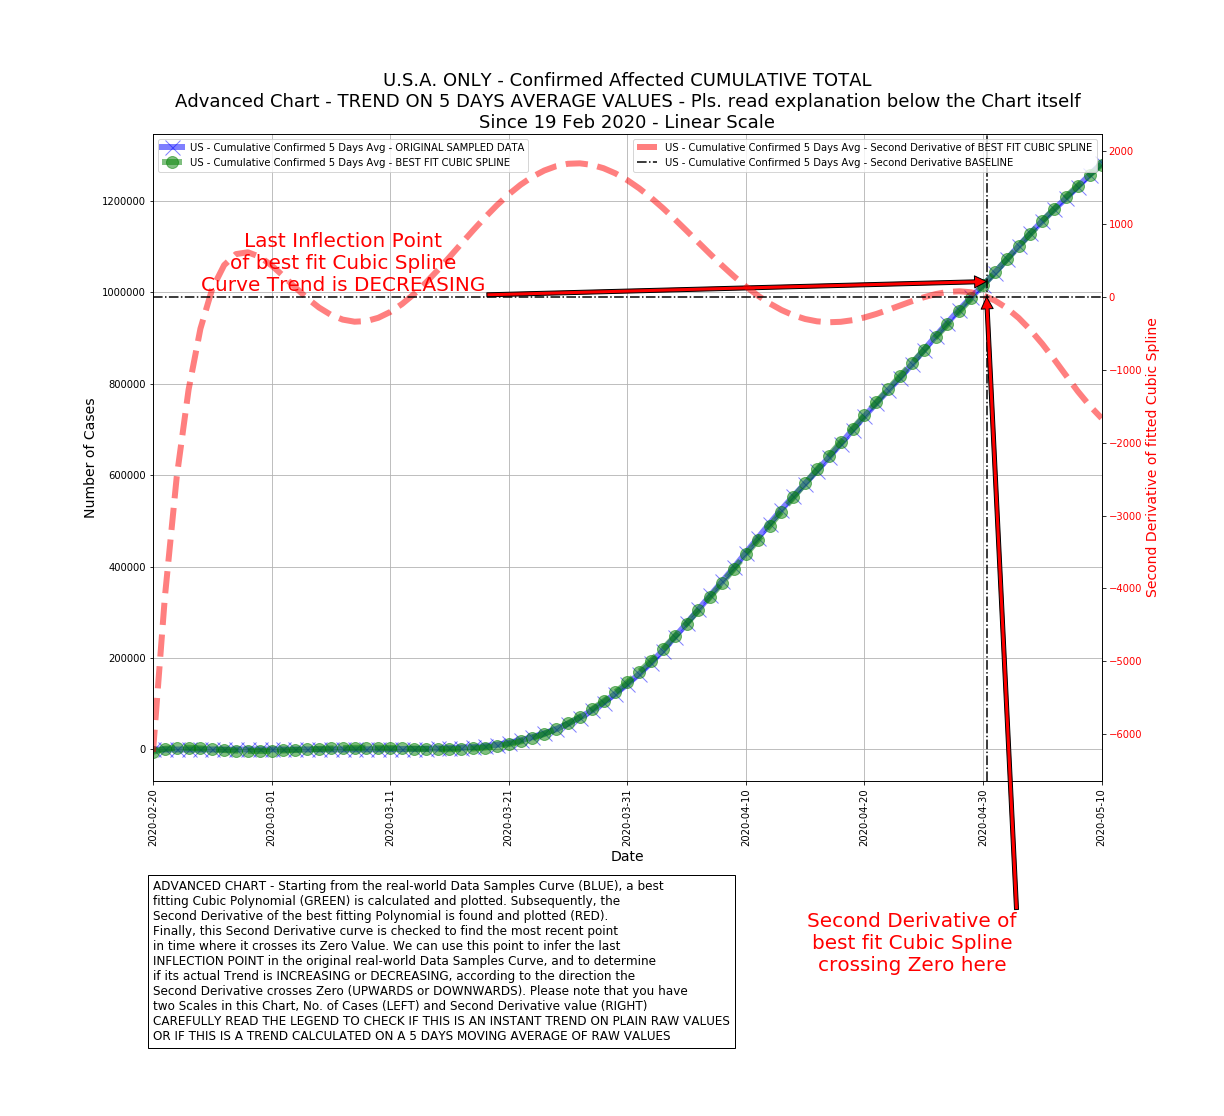 U.S.A. ONLY - Confirmed Affected CUMULATIVE TOTAL
Advanced Chart - TREND ON 5 DAYS AVERAGE VALUES - Pls. read explanation below the Chart itself
Since 19 Feb 2020 - Linear Scale
US - Cumulative Confirmed 5 Days Avg - ORIGINAL SAMPLED DATA
US - Cumulative Confirmed 5 Days Avg - BEST FIT CUBIC SPLINE
US - Cumulative Confirmed 5 Days Avg - Second Derivative of BEST FIT CUBIC SPLINE
US - Cumulative Confirmed 5 Days Avg - Second Derivative BASELINE
Last Inflection Point
of best fit Cubic Spline
Curve Trend is DECREASING
Number of Cases
1200000
1000000
800000
600000
400000
200000
0
2000
1000
0
−1000
−2000
−3000
−4000
−5000
−6000
Second Derivative of fitted Cubic Spline
2020-02-20
2020-03-01
2020-03-11
2020-03-21
2020-03-31
2020-04-10
2020-04-20
2020-04-30
2020-05-10
Date
ADVANCED CHART - Starting from the real-world Data Samples Curve (BLUE), a best
fitting Cubic Polynomial (GREEN) is calculated and plotted. Subsequently, the
Second Derivative of the best fitting Polynomial is found and plotted (RED).
Finally, this Second Derivative curve is checked to find the most recent point
in time where it crosses its Zero Value. We can use this point to infer the last
INFLECTION POINT in the original real-world Data Samples Curve, and to determine
if its actual Trend is INCREASING or DECREASING, according to the direction the
Second Derivative crosses Zero (UPWARDS or DOWNWARDS). Please note that you have
two Scales in this Chart, No. of Cases (LEFT) and Second Derivative value (RIGHT)
CAREFULLY READ THE LEGEND TO CHECK IF THIS IS AN INSTANT TREND ON PLAIN RAW VALUES
OR IF THIS IS A TREND CALCULATED ON A 5 DAYS MOVING AVERAGE OF RAW VALUES
Second Derivative of
best fit Cubic Spline
crossing Zero here